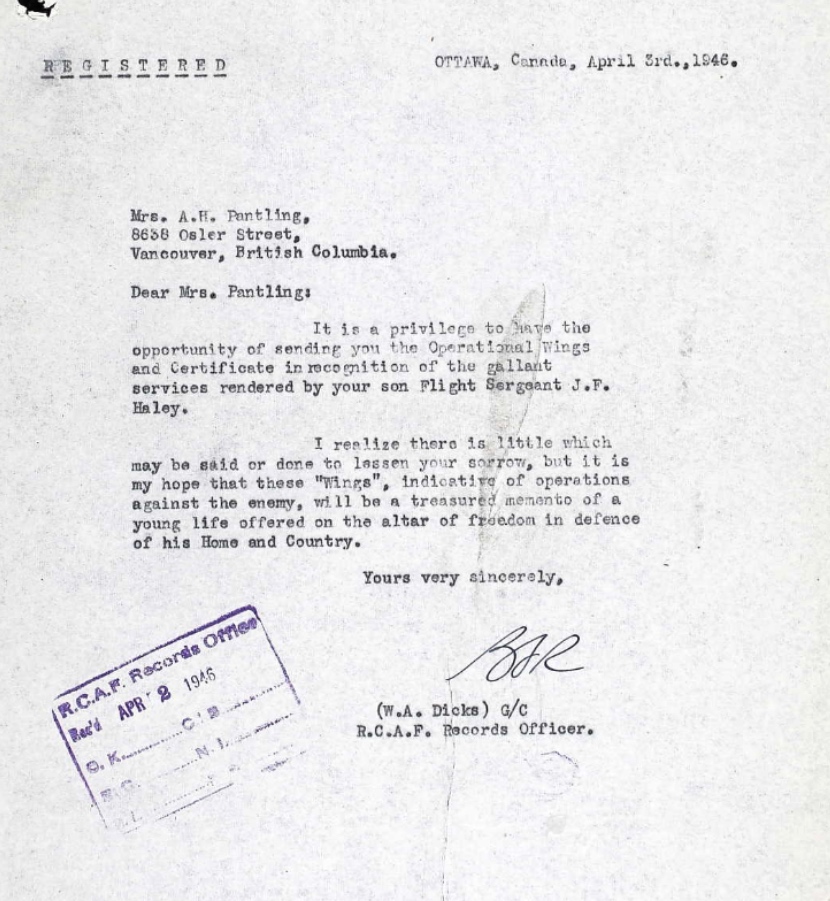 REGISTERED
OTTAWA, Canada, April 3rd.,1946.
Mrs. A.H. Pantling,
8638 Osler Street,
Vancouver, British Columbia.
Dear Mrs. Pantling:
It is a privilege to have the
opportunity of sending you the Operational Wings
and Certificate in recognition of the gallant
services rendered by your son Flight Sergeant J.F.
Haley.
I realize there is little which
may be said or done to lessen your sorrow, but it is
my hope that these "Wings", indicative of operations
against the enemy, will be a treasured memento of a
young life offered on the altar of freedom in defence
of his Home and Country.
Yours very sincerely,
(W.A. Dicks) G/C
R.C.A.F. Records Officer.
R.C.A.F. Records Office
Rec'd APR 2 1946